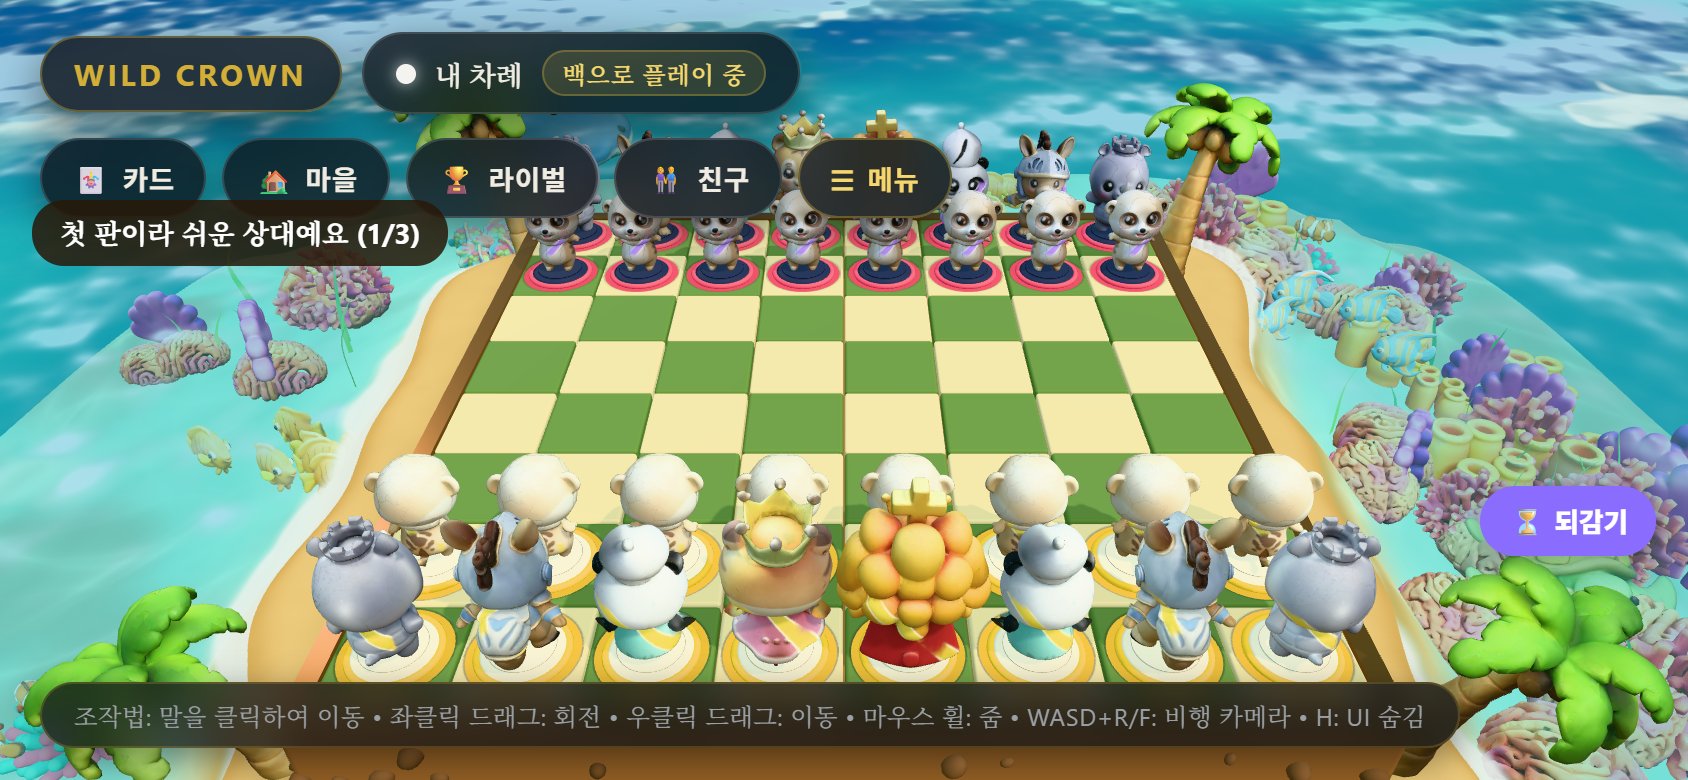 WILD CROWN
내 차례 백으로 플레이 중
카드 마을 라이벌 친구 ☰ 메뉴
첫 판이라 쉬운 상대예요 (1/3)
되감기
조작법: 말을 클릭하여 이동 • 좌클릭 드래그: 회전 • 우클릭 드래그: 이동 • 마우스 휠: 줌 • WASD+R/F: 비행 카메라 • H: UI 숨김